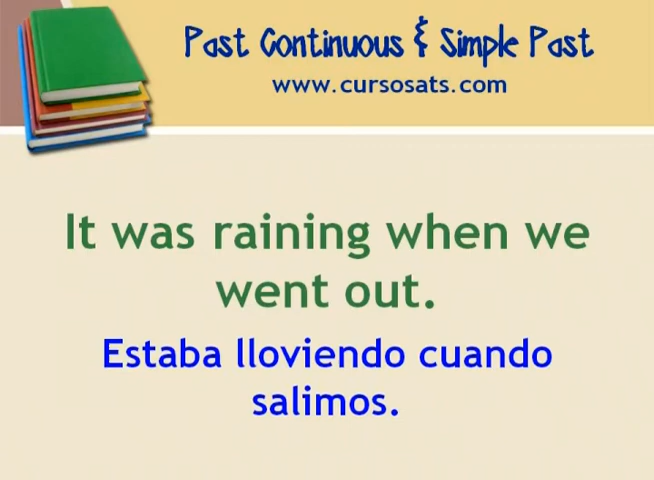 Past Continuous & Simple Past
www.cursosats.com
It was raining when we
went out.
Estaba lloviendo cuando
salimos.